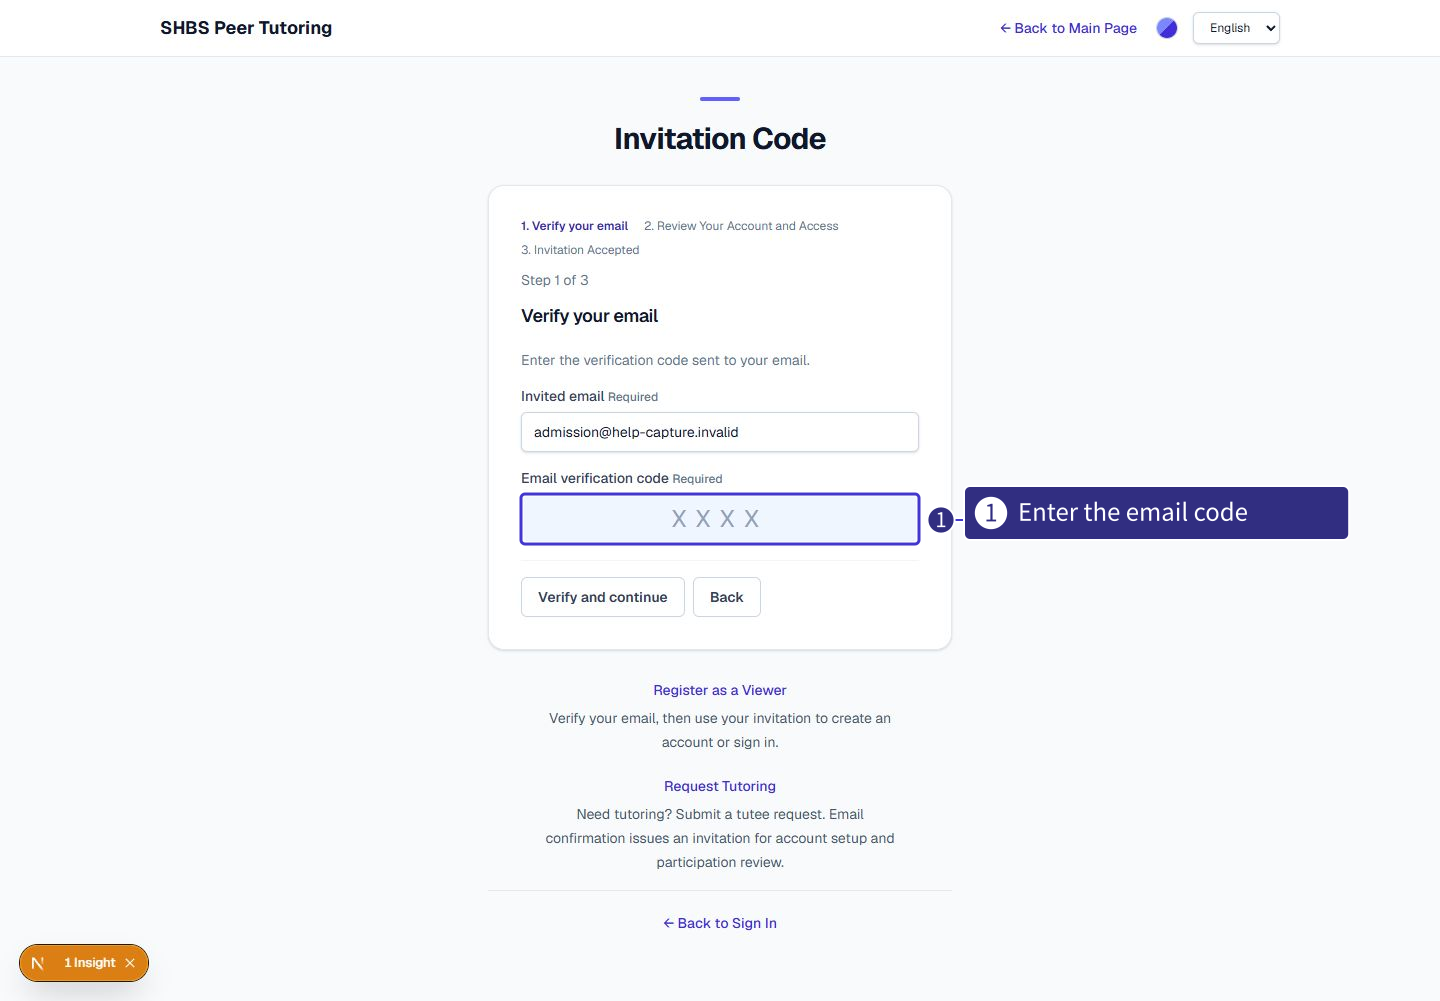 SHBS Peer Tutoring
← Back to Main Page
English
Invitation Code
1. Verify your email 2. Review Your Account and Access
3. Invitation Accepted
Step 1 of 3
Verify your email
Enter the verification code sent to your email.
Invited email Required
admission@help-capture.invalid
Email verification code Required
X X X X
1
1 Enter the email code
Verify and continue
Back
Register as a Viewer
Verify your email, then use your invitation to create an
account or sign in.
Request Tutoring
Need tutoring? Submit a tutee request. Email
confirmation issues an invitation for account setup and
participation review.
← Back to Sign In
N 1 Insight ×